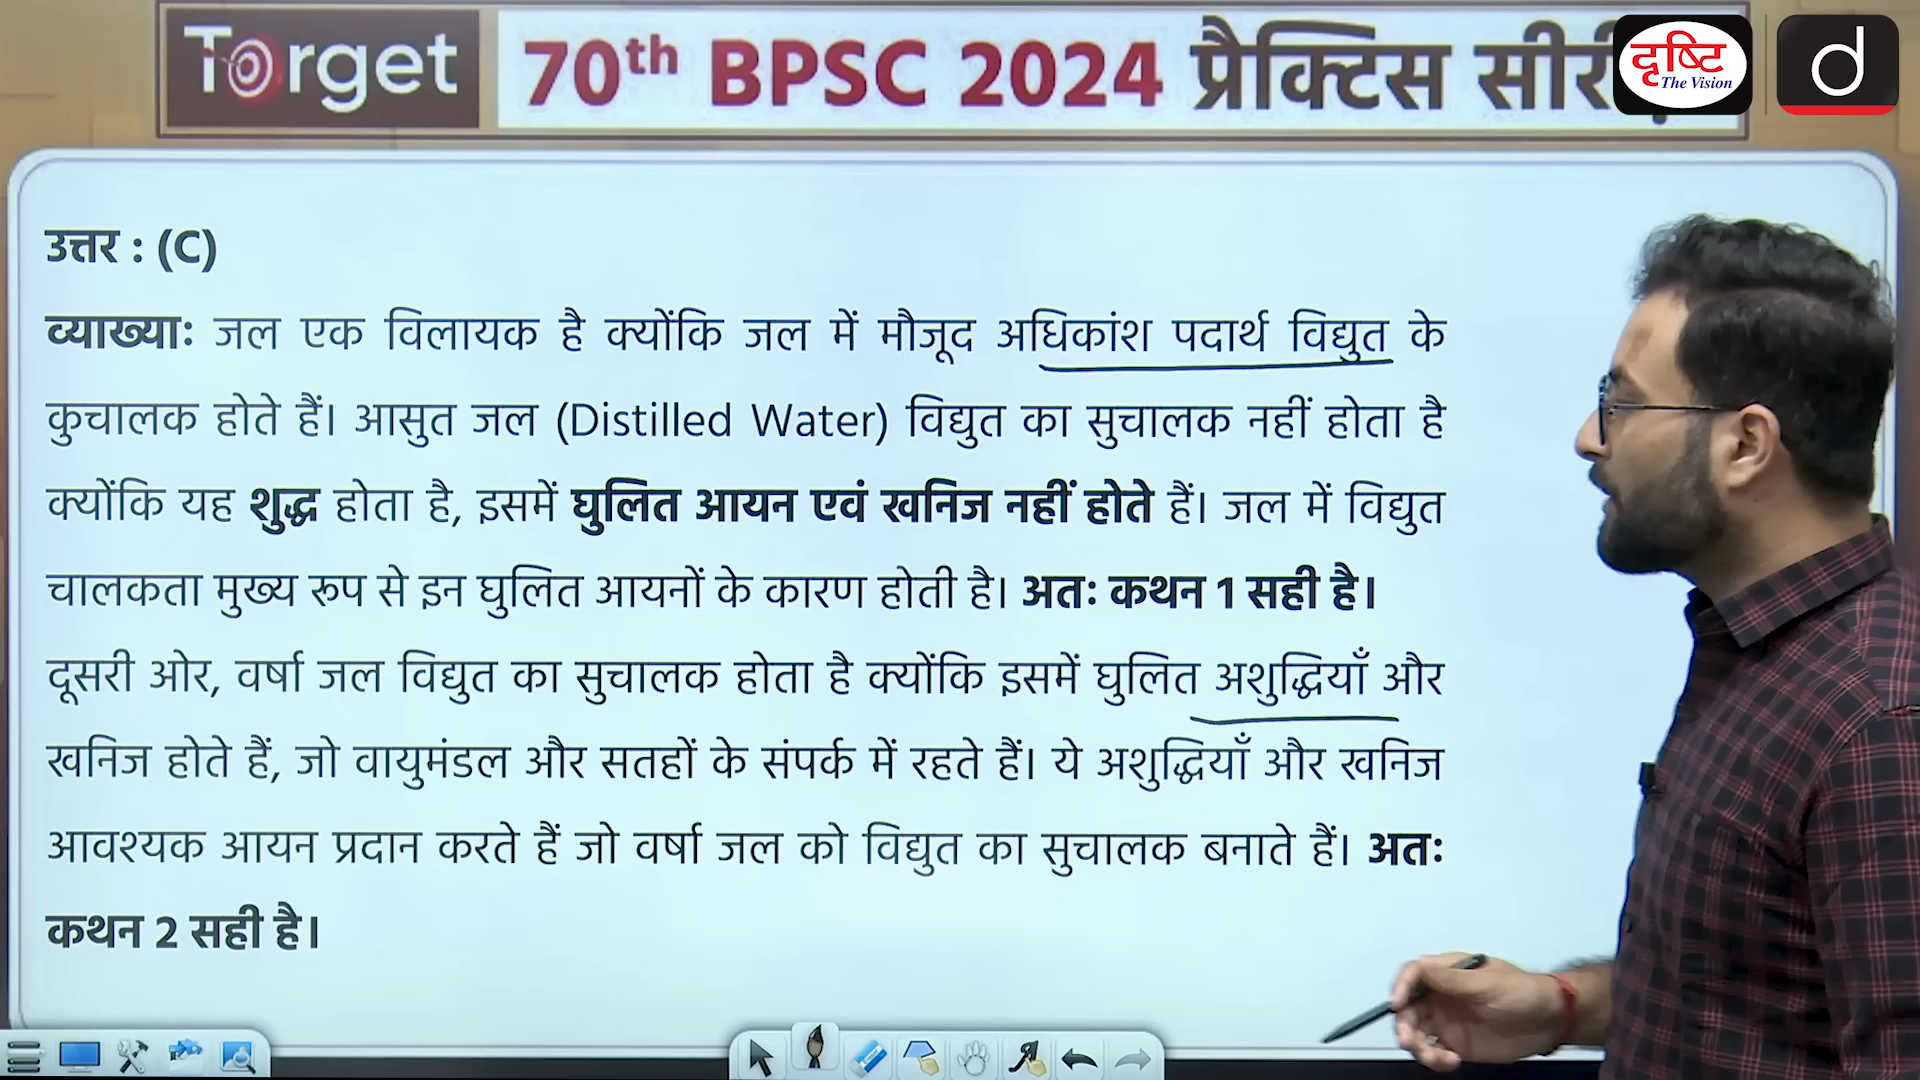 Target
70th BPSC 2024 प्रैक्टिस
दृष्टि
The Vision
d
उत्तर : (C)
व्याख्याः जल एक विलायक है क्योंकि जल में मौजूद अधिकांश पदार्थ विद्युत के
कुचालक होते हैं। आसुत जल (Distilled Water) विद्युत का सुचालक नहीं होता है
क्योंकि यह शुद्ध होता है, इसमें घुलित आयन एवं खनिज नहीं होते हैं। जल में विद्युत
चालकता मुख्य रूप से इन घुलित आयनों के कारण होती है। अतः कथन 1 सही है।
दूसरी ओर, वर्षा जल विद्युत का सुचालक होता है क्योंकि इसमें घुलित अशुद्धियाँ और
खनिज होते हैं, जो वायुमंडल और सतहों के संपर्क में रहते हैं। ये अशुद्धियाँ और खनिज
आवश्यक आयन प्रदान करते हैं जो वर्षा जल को विद्युत का सुचालक बनाते हैं। अतः
कथन 2 सही है।